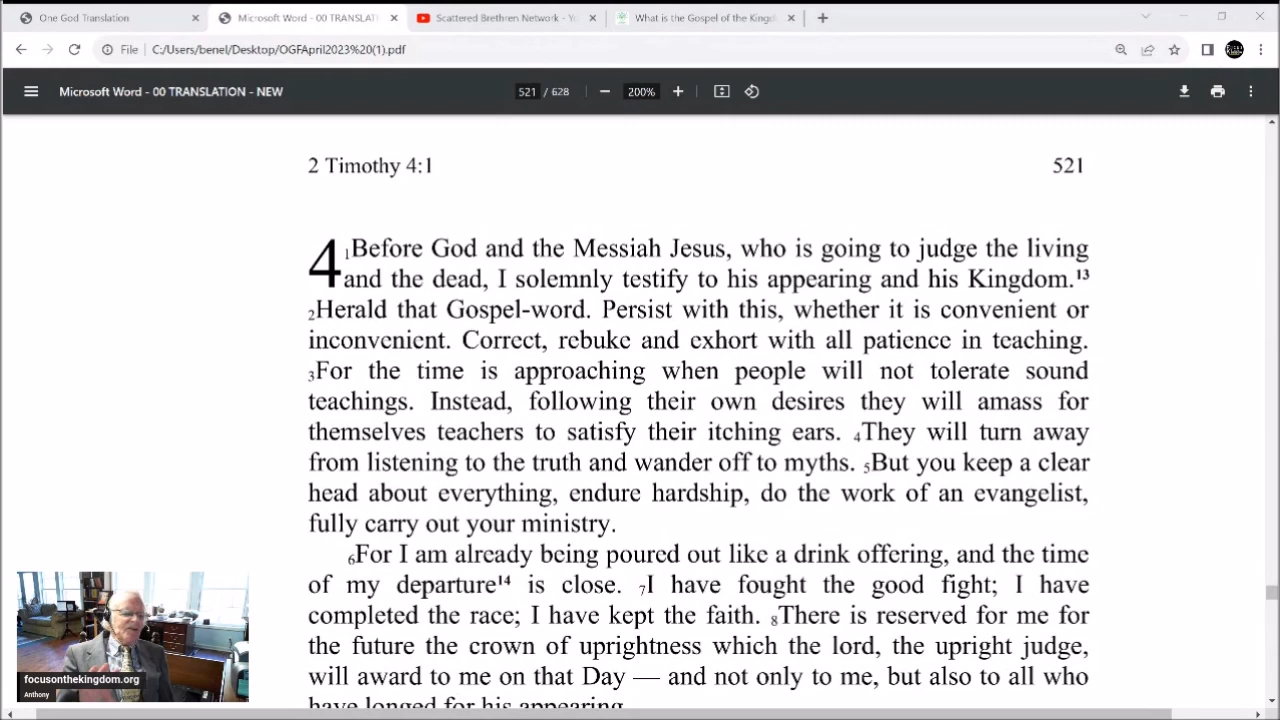 One God Translation
Microsoft Word - 00 TRANSLATI
Scattered Brethren Network - Yo
What is the Gospel of the Kingd
File C:/Users/benel/Desktop/OGFApril2023%20(1).pdf
Microsoft Word - 00 TRANSLATION - NEW
521 / 628
200%
2 Timothy 4:1
521
4 1Before God and the Messiah Jesus, who is going to judge the living
and the dead, I solemnly testify to his appearing and his Kingdom.13
2Herald that Gospel-word. Persist with this, whether it is convenient or
inconvenient. Correct, rebuke and exhort with all patience in teaching.
3For the time is approaching when people will not tolerate sound
teachings. Instead, following their own desires they will amass for
themselves teachers to satisfy their itching ears. 4They will turn away
from listening to the truth and wander off to myths. 5But you keep a clear
head about everything, endure hardship, do the work of an evangelist,
fully carry out your ministry.
6For I am already being poured out like a drink offering, and the time
of my departure14 is close. 7I have fought the good fight; I have
completed the race; I have kept the faith. 8There is reserved for me for
the future the crown of uprightness which the lord, the upright judge,
will award to me on that Day — and not only to me, but also to all who
have longed for his appearing
focusonthekingdom.org
Anthony